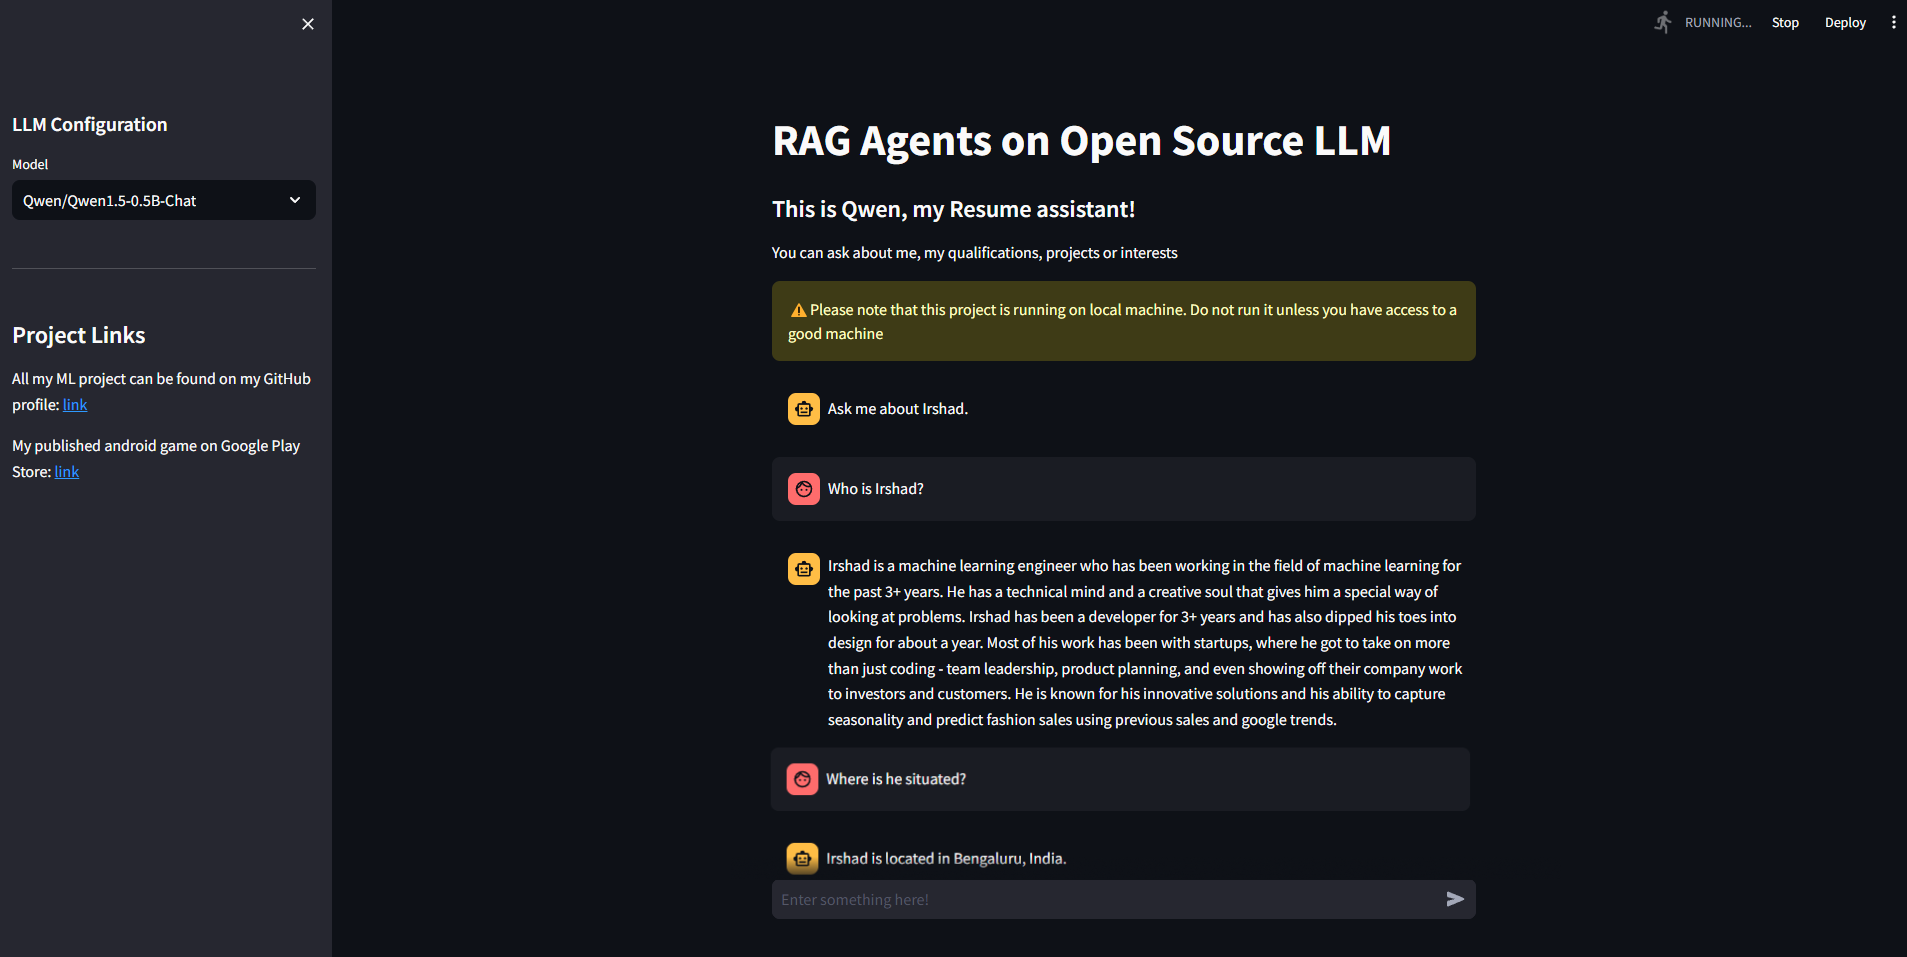 RUNNING...
Stop
Deploy
LLM Configuration
Model
Qwen/Qwen1.5-0.5B-Chat
Project Links
All my ML project can be found on my GitHub
profile: link
My published android game on Google Play
Store: link
RAG Agents on Open Source LLM
This is Qwen, my Resume assistant!
You can ask about me, my qualifications, projects or interests
Please note that this project is running on local machine. Do not run it unless you have access to a
good machine
Ask me about Irshad.
Who is Irshad?
Irshad is a machine learning engineer who has been working in the field of machine learning for
the past 3+ years. He has a technical mind and a creative soul that gives him a special way of
looking at problems. Irshad has been a developer for 3+ years and has also dipped his toes into
design for about a year. Most of his work has been with startups, where he got to take on more
than just coding - team leadership, product planning, and even showing off their company work
to investors and customers. He is known for his innovative solutions and his ability to capture
seasonality and predict fashion sales using previous sales and google trends.
Where is he situated?
Irshad is located in Bengaluru, India.
Enter something here!